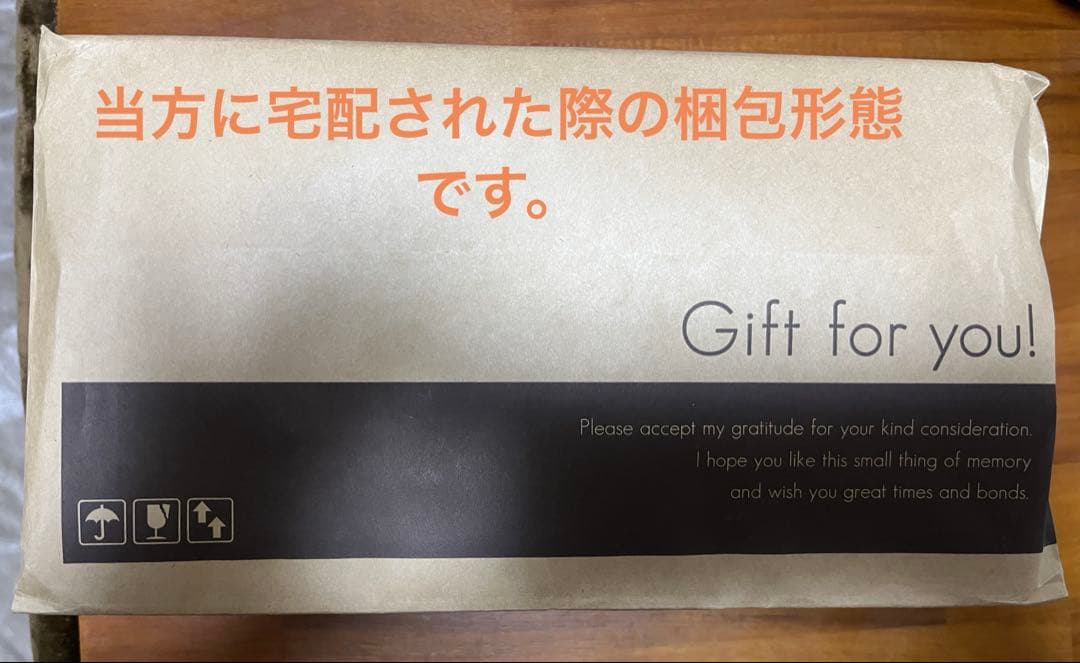 当方に宅配された際の梱包形態
です。
Gift for you!
Please accept my gratitude for your kind consideration.
I hope you like this small thing of memory
and wish you great times and bonds.